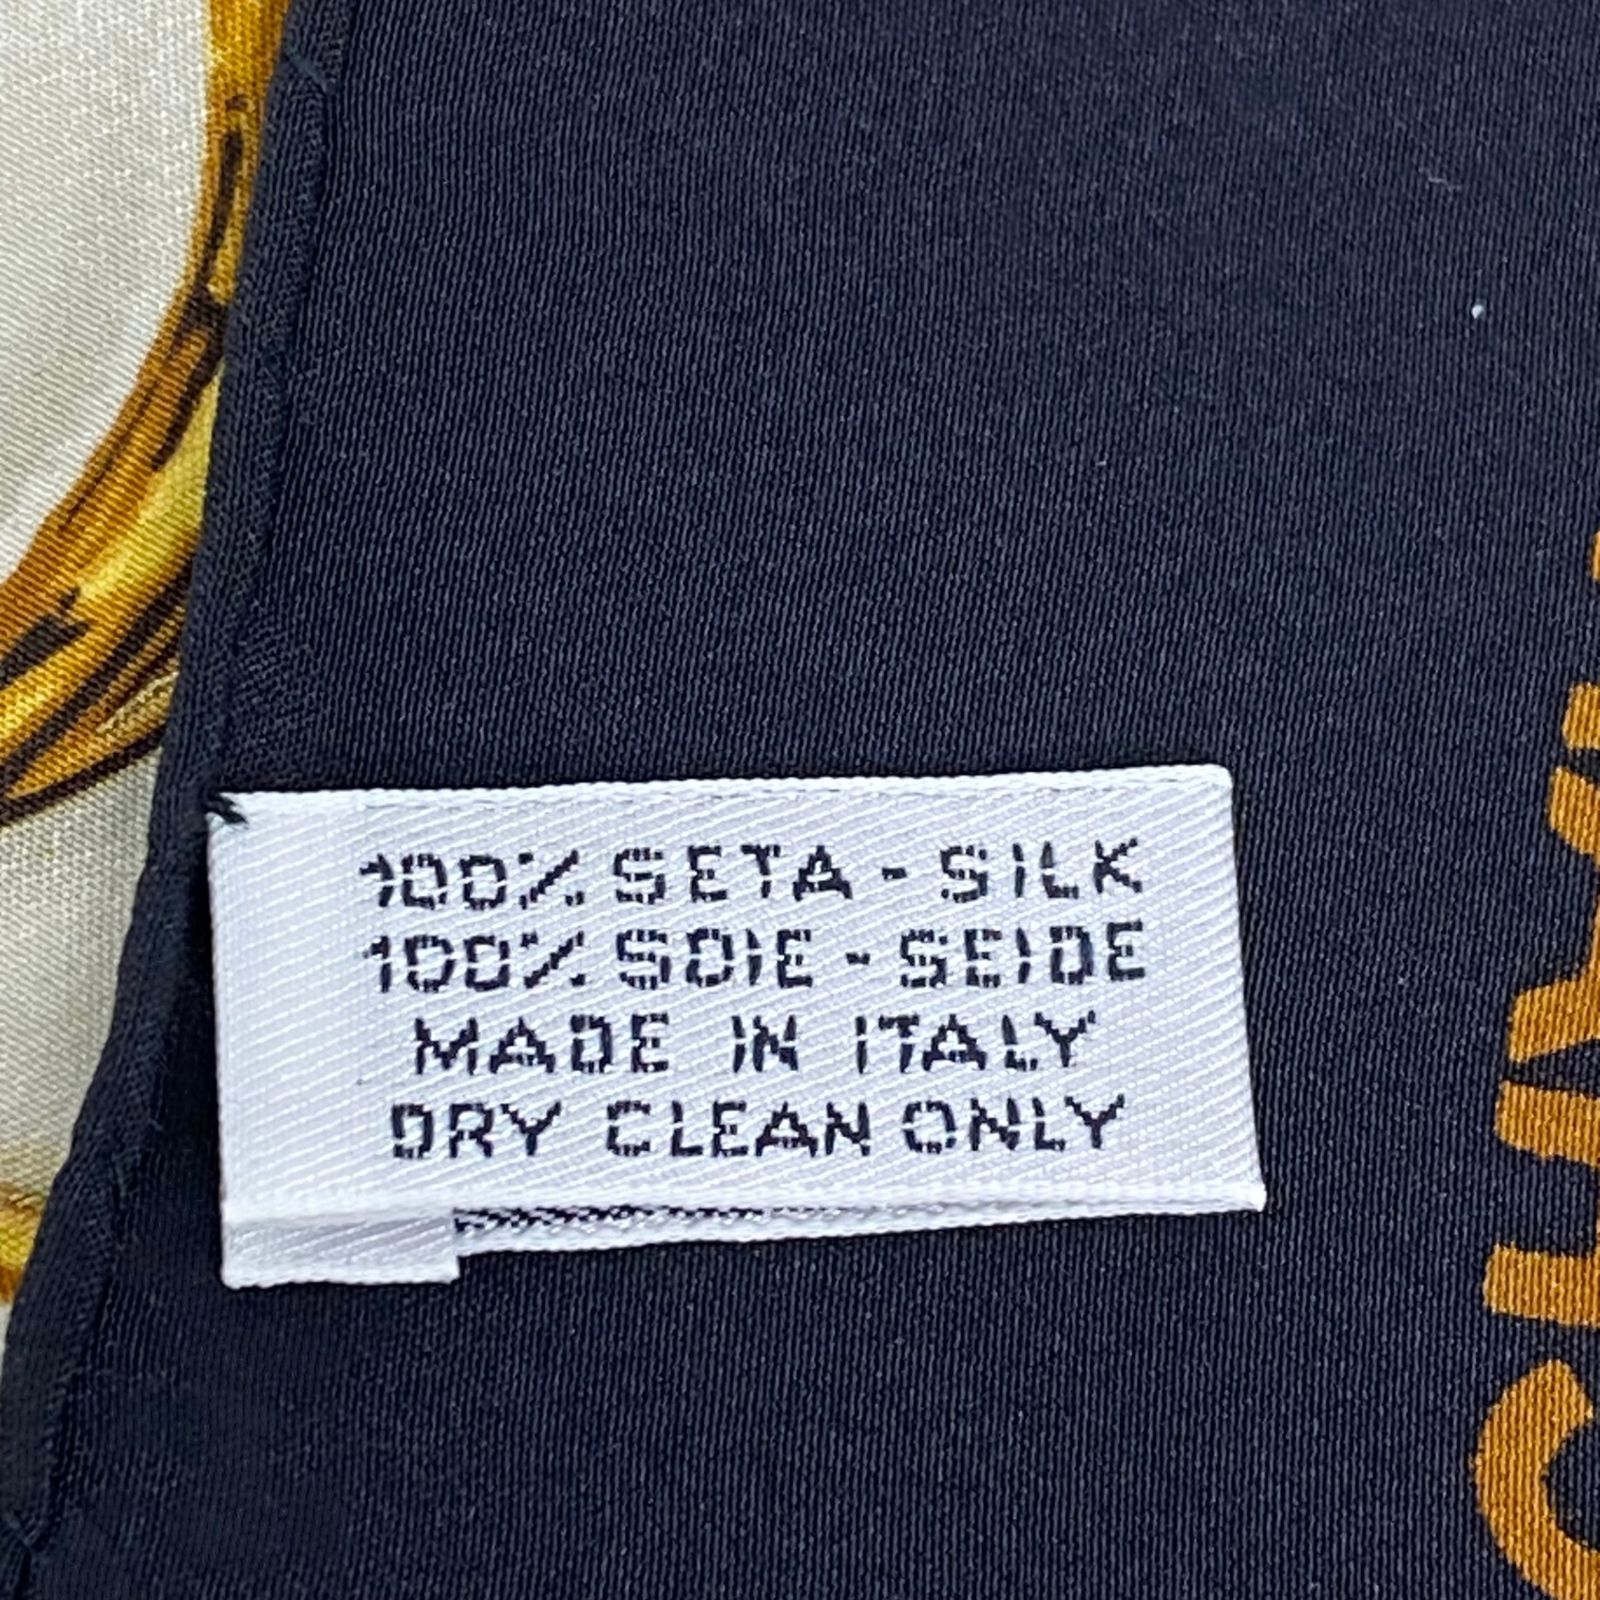 100% SETA - SILK
100% SOIE - SEIDE
MADE IN ITALY
DRY CLEAN ONLY